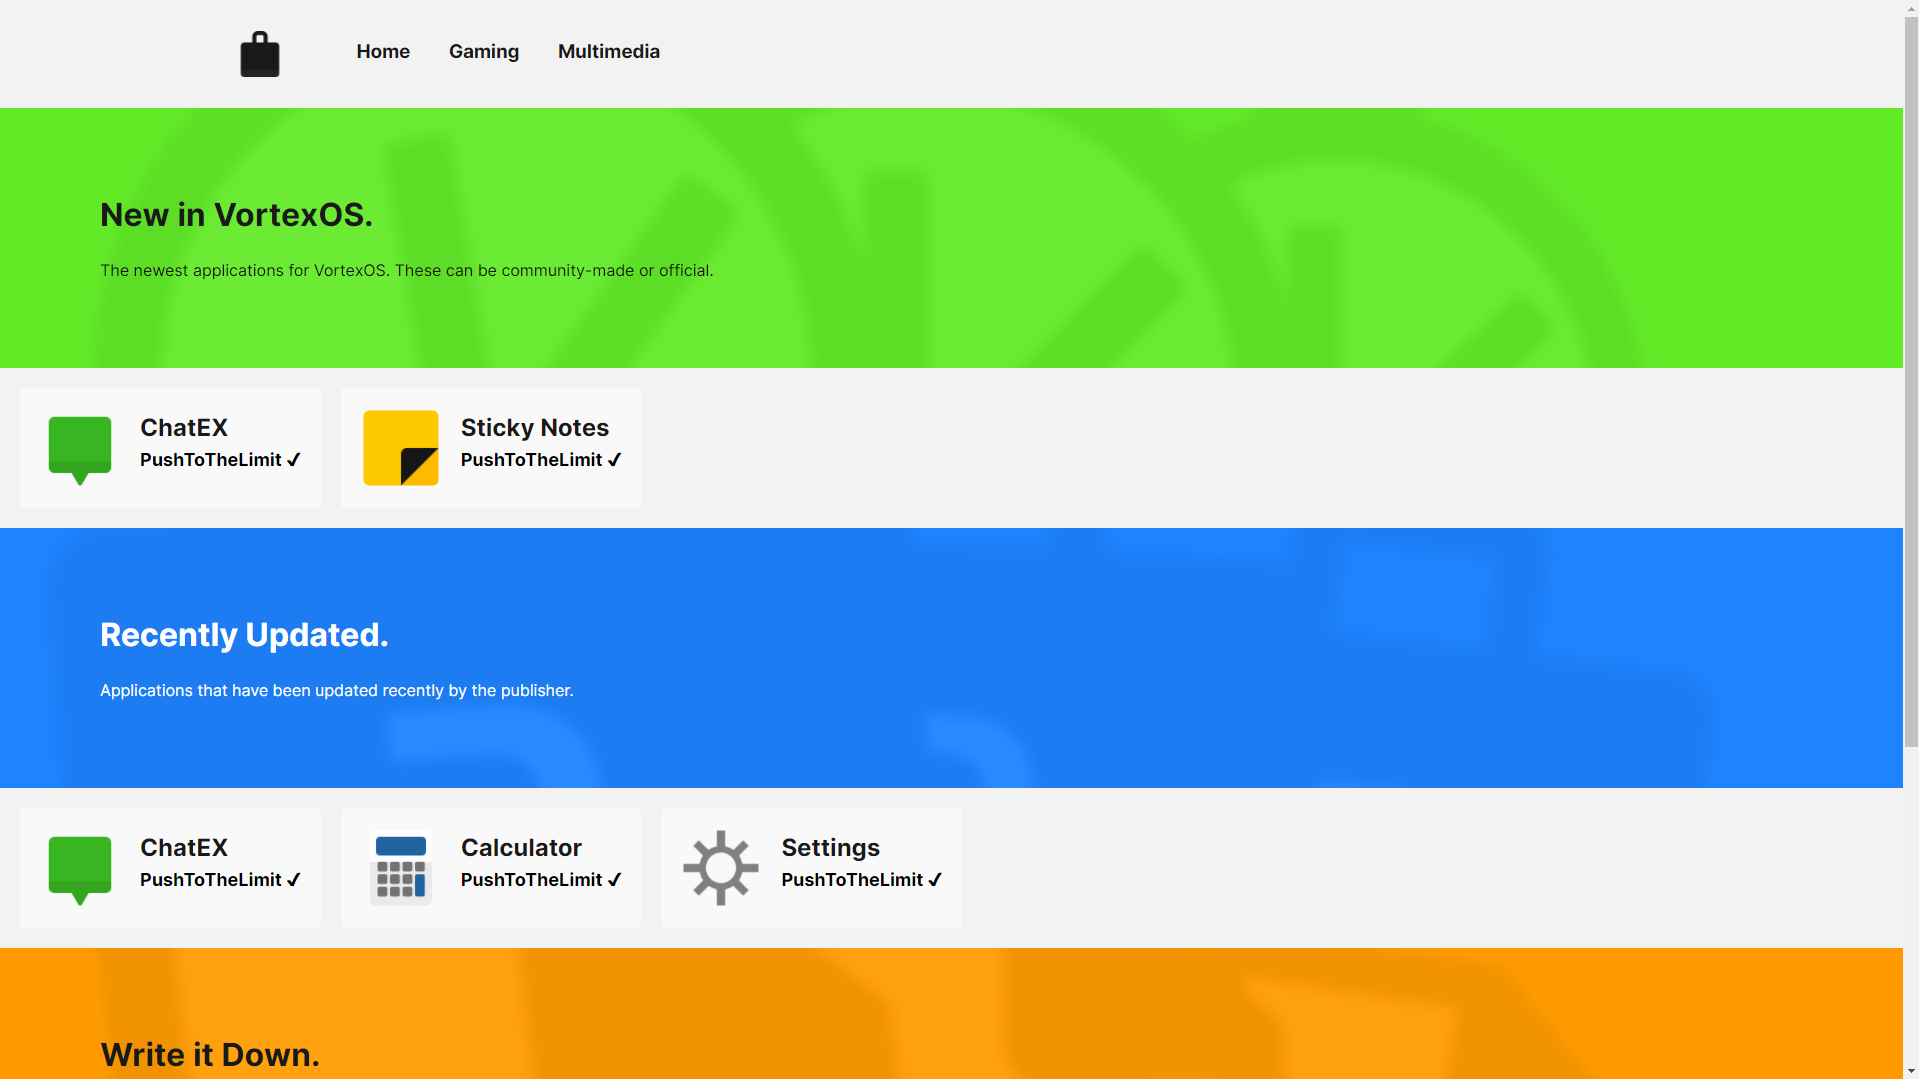 Home Gaming Multimedia
New in VortexOS.
The newest applications for VortexOS. These can be community-made or official.
ChatEX
PushToTheLimit ✔
Sticky Notes
PushToTheLimit ✔
Recently Updated.
Applications that have been updated recently by the publisher.
ChatEX
PushToTheLimit ✔
Calculator
PushToTheLimit ✔
Settings
PushToTheLimit ✔
Write it Down.